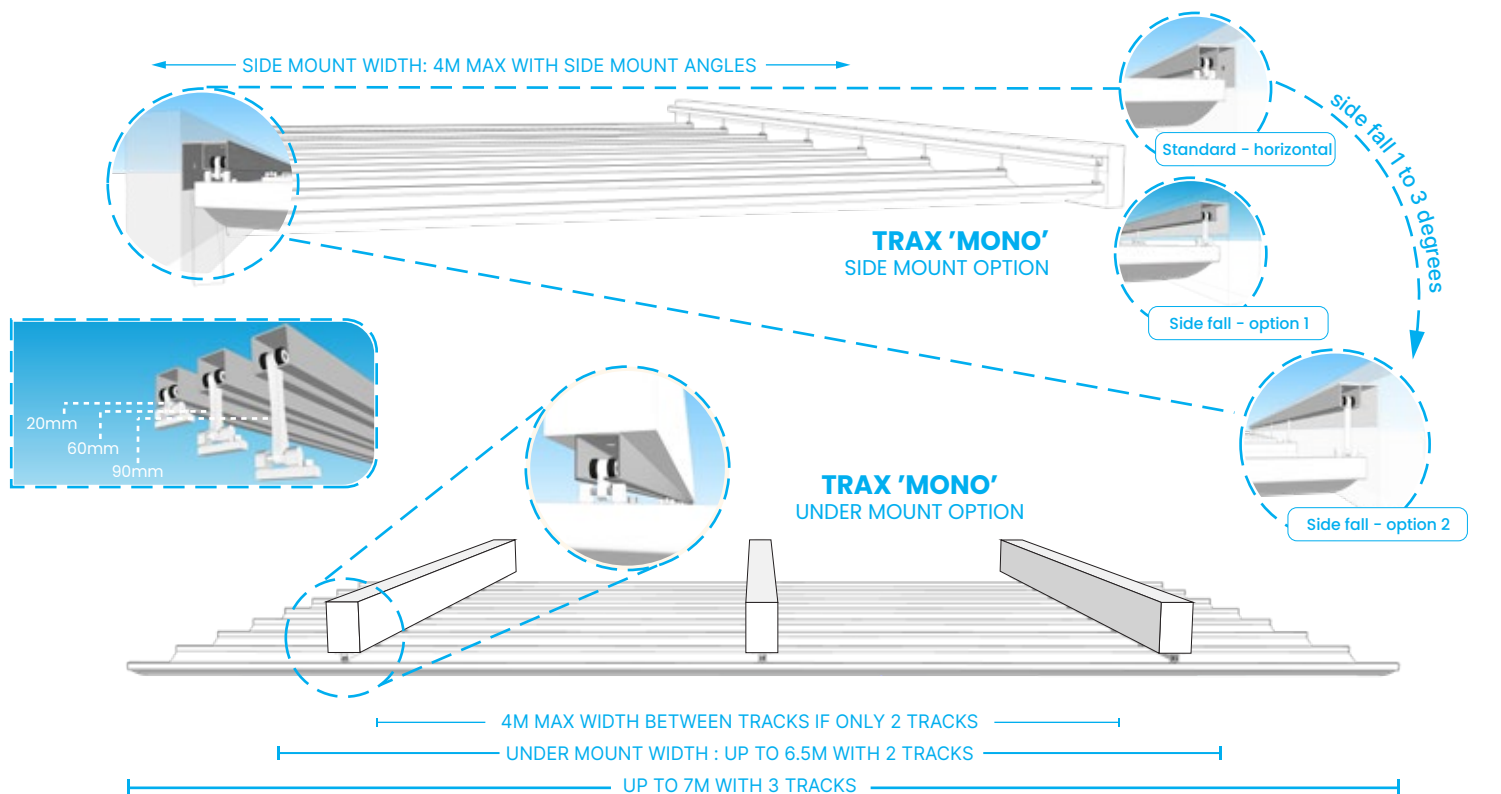 SIDE MOUNT WIDTH: 4M MAX WITH SIDE MOUNT ANGLES
Standard - horizontal
side fall 1 to 3 degrees
TRAX ’MONO’
SIDE MOUNT OPTION
Side fall - option 1
20mm
60mm
90mm
TRAX ’MONO’
UNDER MOUNT OPTION
Side fall - option 2
4M MAX WIDTH BETWEEN TRACKS IF ONLY 2 TRACKS
UNDER MOUNT WIDTH : UP TO 6.5M WITH 2 TRACKS
UP TO 7M WITH 3 TRACKS